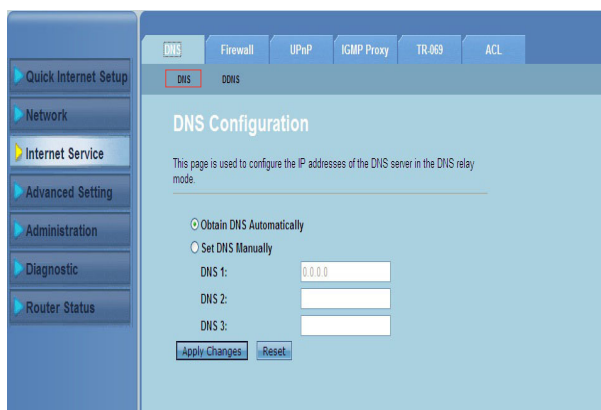 DNS Firewall UPnP IGMP Proxy TR-069 ACL
DNS DDNS
Quick Internet Setup
Network
Internet Service
Advanced Setting
Administration
Diagnostic
Router Status
DNS Configuration
This page is used to configure the IP addresses of the DNS server in the DNS relay
mode.
Obtain DNS Automatically
Set DNS Manually
DNS 1: 0.0.0.0
DNS 2:
DNS 3:
Apply Changes Reset